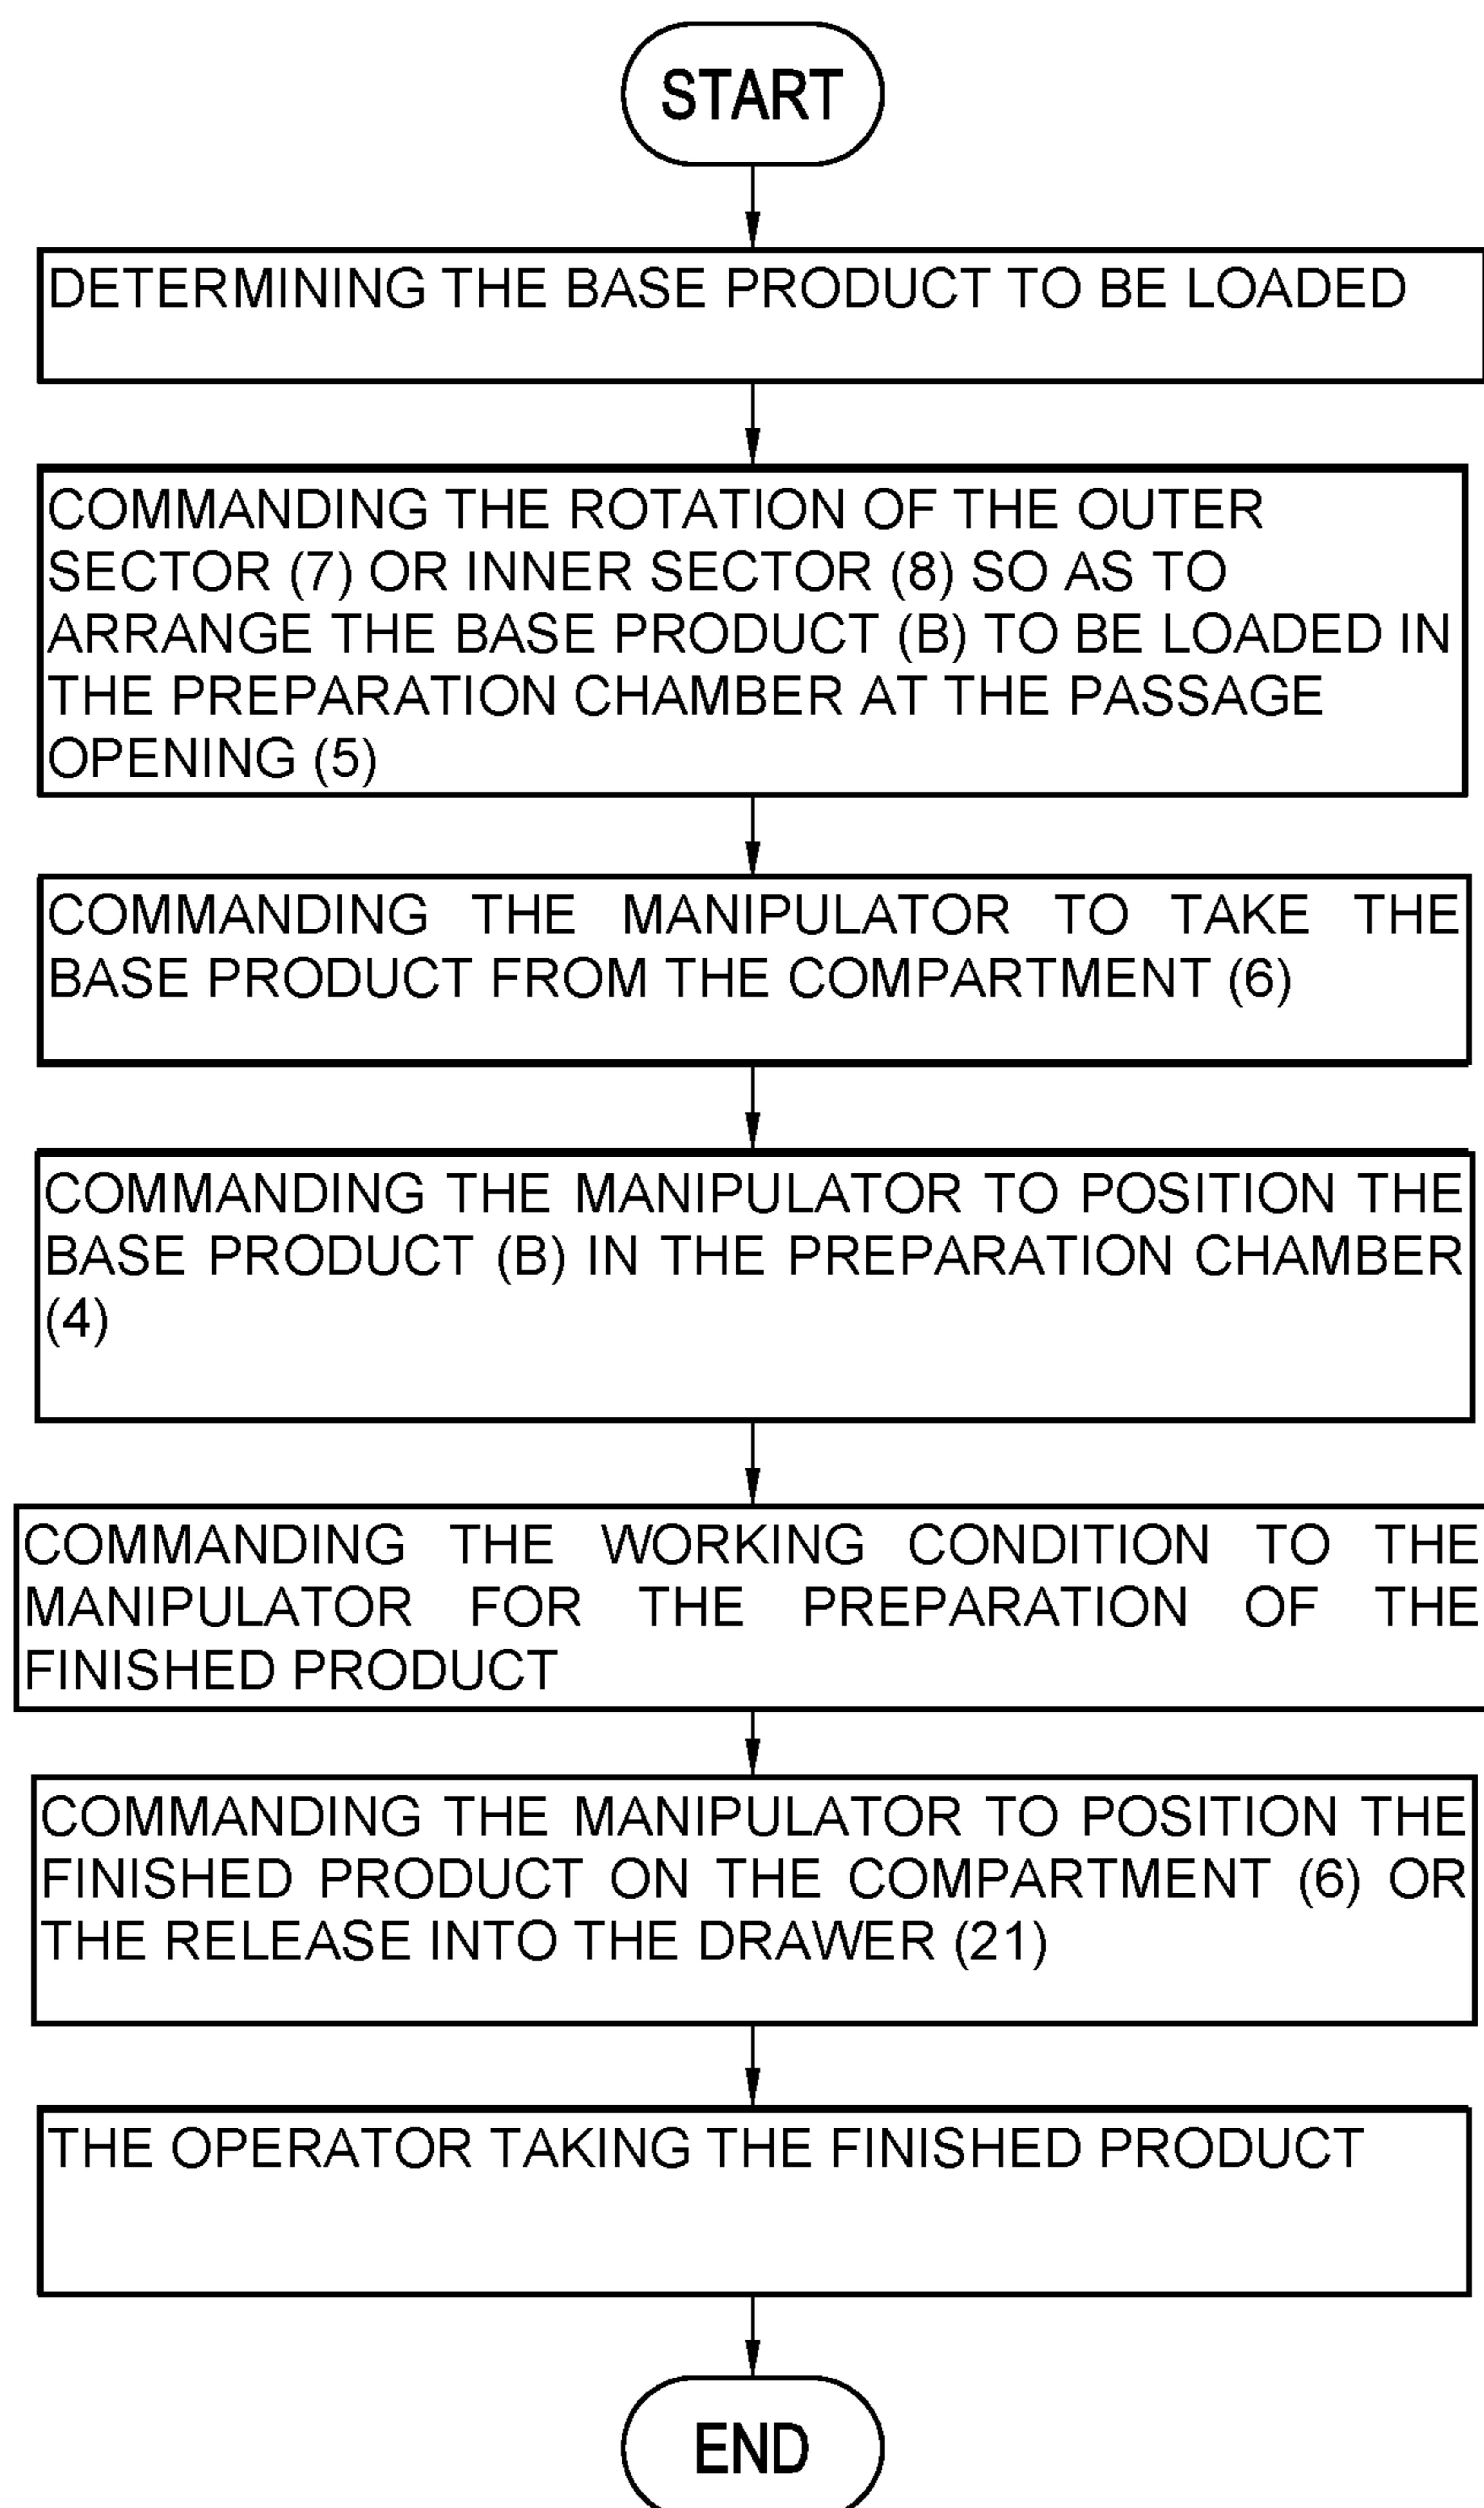 START
DETERMINING THE BASE PRODUCT TO BE LOADED
COMMANDING THE ROTATION OF THE OUTER
SECTOR (7) OR INNER SECTOR (8) SO AS TO
ARRANGE THE BASE PRODUCT (B) TO BE LOADED IN
THE PREPARATION CHAMBER AT THE PASSAGE
OPENING (5)
COMMANDING THE MANIPULATOR TO TAKE THE
BASE PRODUCT FROM THE COMPARTMENT (6)
COMMANDING THE MANIPULATOR TO POSITION THE
BASE PRODUCT (B) IN THE PREPARATION CHAMBER
(4)
COMMANDING THE WORKING CONDITION TO THE
MANIPULATOR FOR THE PREPARATION OF THE
FINISHED PRODUCT
COMMANDING THE MANIPULATOR TO POSITION THE
FINISHED PRODUCT ON THE COMPARTMENT (6) OR
THE RELEASE INTO THE DRAWER (21)
THE OPERATOR TAKING THE FINISHED PRODUCT
END